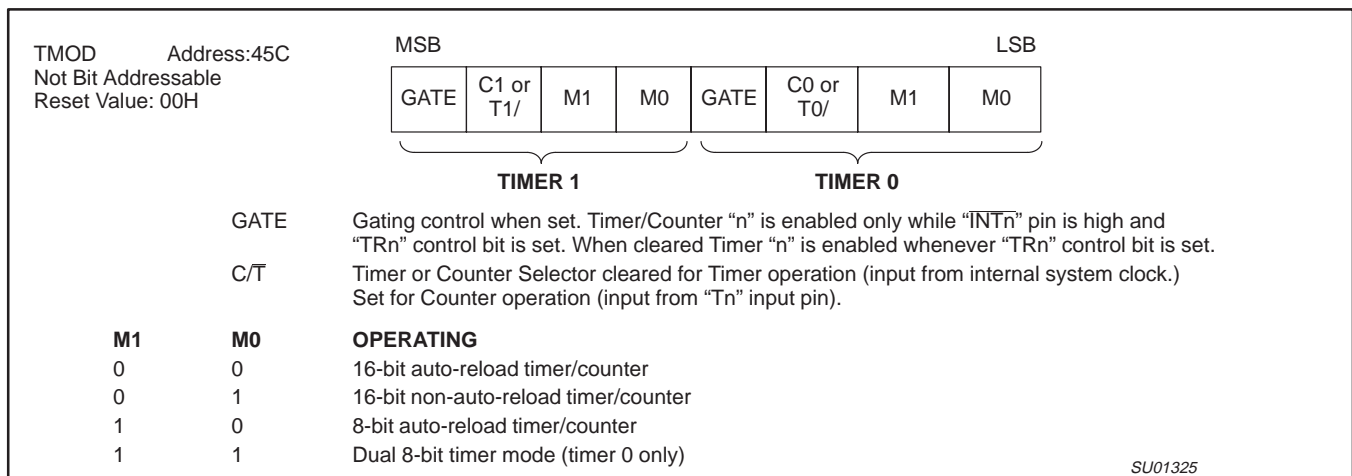 TMOD Address:45C
Not Bit Addressable
Reset Value: 00H
MSB LSB
GATE C1 or T1/ M1 M0 GATE C0 or T0/ M1 M0
TIMER 1 TIMER 0
GATE Gating control when set. Timer/Counter “n” is enabled only while “INTn” pin is high and
“TRn” control bit is set. When cleared Timer “n” is enabled whenever “TRn” control bit is set.
C/T Timer or Counter Selector cleared for Timer operation (input from internal system clock.)
Set for Counter operation (input from “Tn” input pin).
M1 M0 OPERATING
0 0 16-bit auto-reload timer/counter
0 1 16-bit non-auto-reload timer/counter
1 0 8-bit auto-reload timer/counter
1 1 Dual 8-bit timer mode (timer 0 only)
SU01325